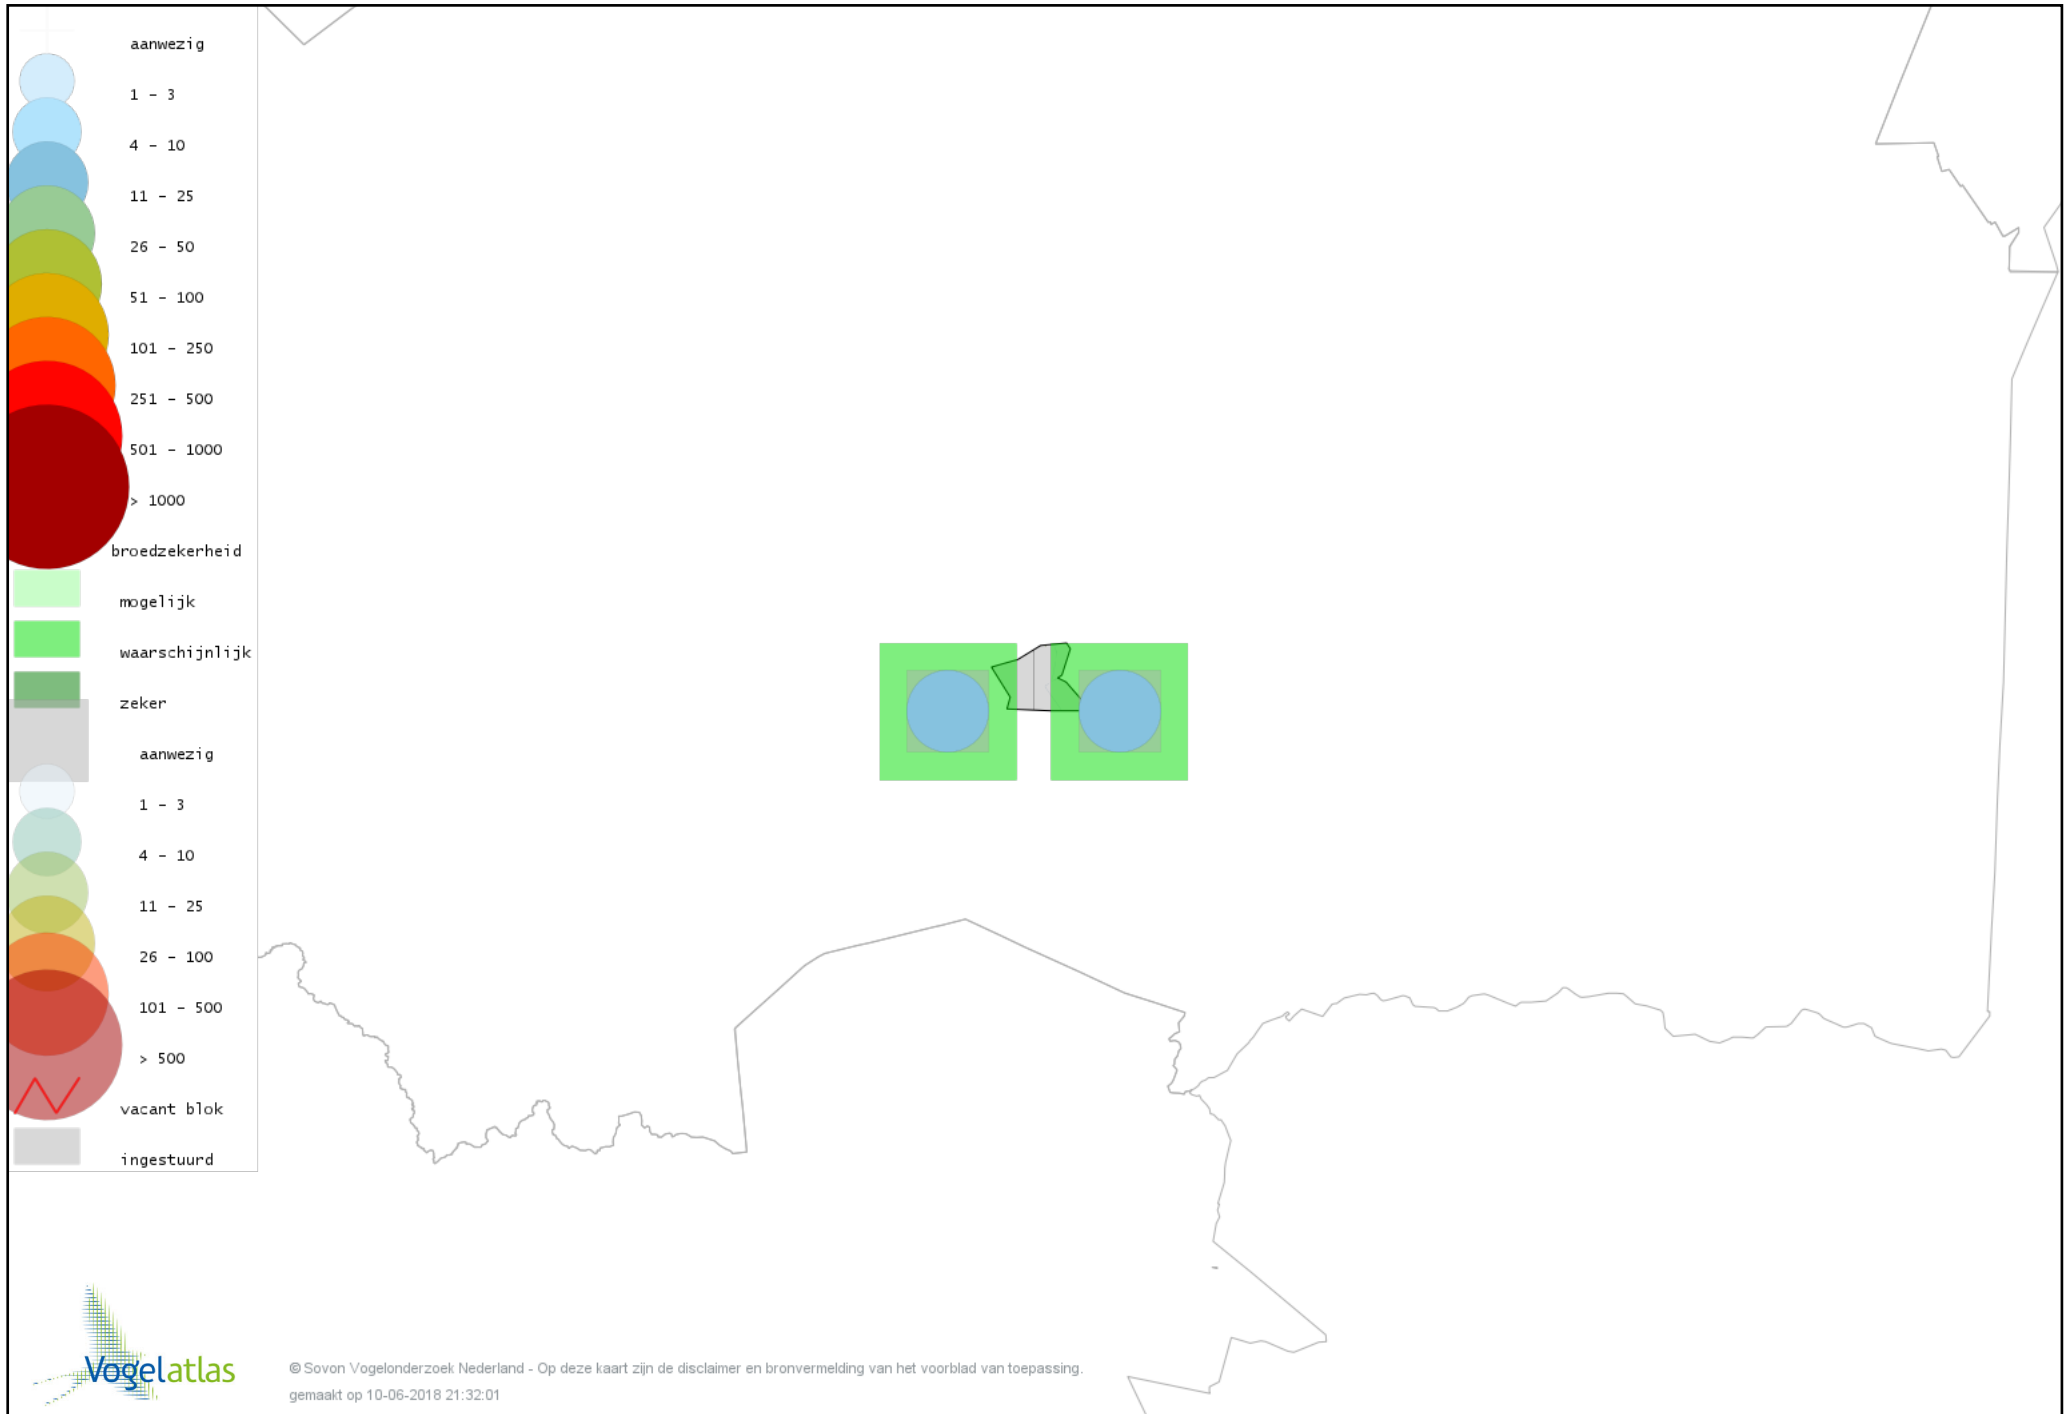 aanwezig
1 - 3
4 - 10
11 - 25
26 - 50
51 - 100
101 - 250
251 - 500
501 - 1000
> 1000
broedzekerheid
mogelijk
waarschijnlijk
zeker
aanwezig
1 - 3
4 - 10
11 - 25
26 - 100
101 - 500
> 500
vacant blok
ingestuurd
Vogelatlas
© Sovon Vogelonderzoek Nederland - Op deze kaart zijn de disclaimer en bronvermelding van het voorblad van toepassing.
gemaakt op 10-06-2018 21:32:01